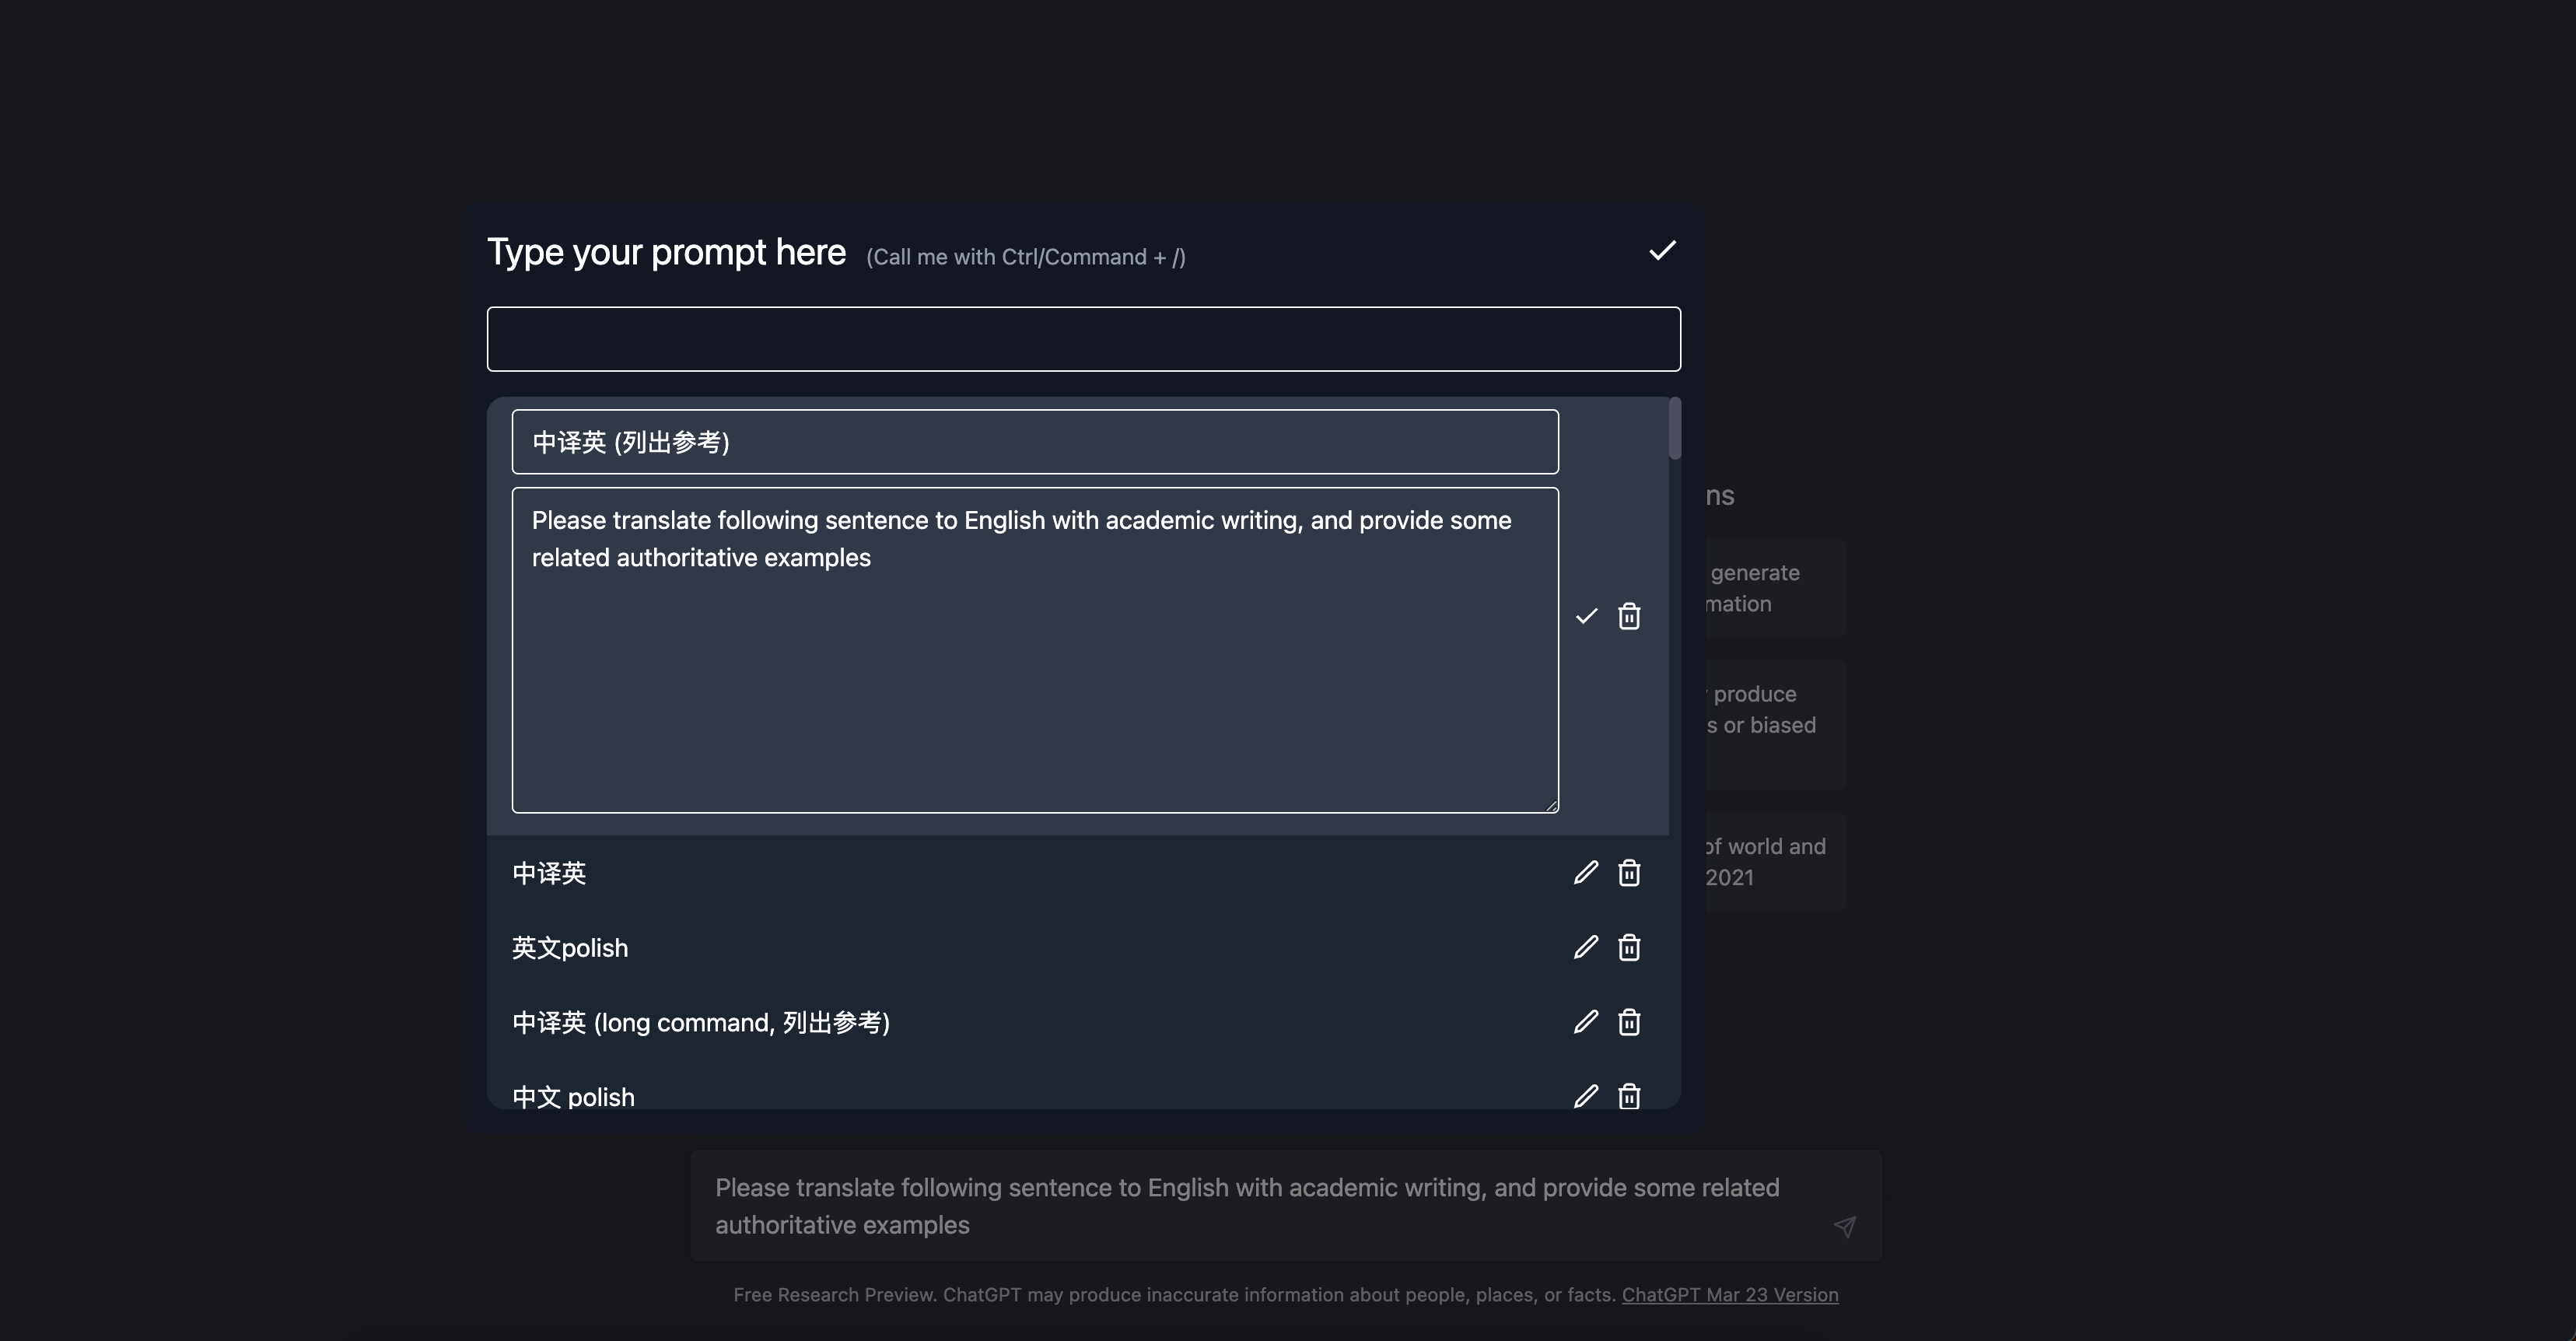 Type your prompt here (Call me with Ctrl/Command + /)
中译英 (列出参考)
Please translate following sentence to English with academic writing, and provide some
related authoritative examples
中译英
英文polish
中译英 (long command, 列出参考)
中文 polish
ns
generate
mation
produce
s or biased
of world and
2021
Please translate following sentence to English with academic writing, and provide some related
authoritative examples
Free Research Preview. ChatGPT may produce inaccurate information about people, places, or facts. ChatGPT Mar 23 Version